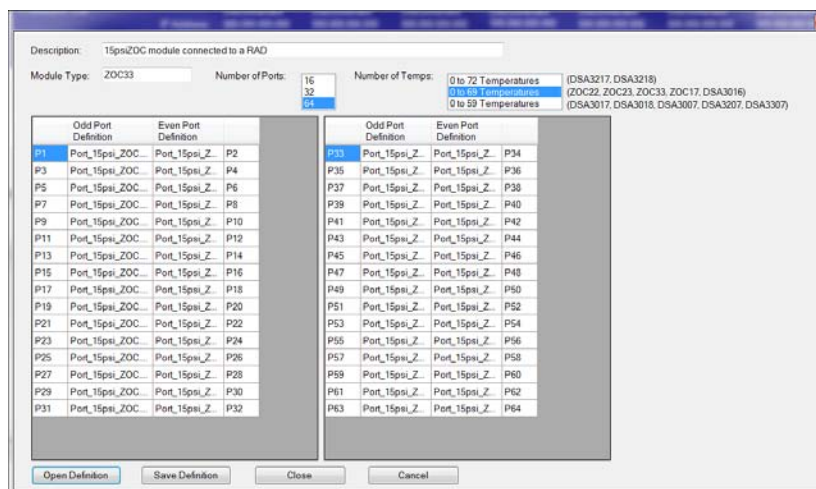 Description: 15psiZOC module connected to a RAD
Module Type: ZOC33 Number of Ports: 16 Number of Temps: 0 to 72 Temperatures (DSA3217, DSA3218)
32 0 to 69 Temperatures (ZOC22, ZOC23, ZOC33, ZOC17, DSA3016)
64 0 to 59 Temperatures (DSA3017, DSA3018, DSA3007, DSA3207, DSA3307)
Odd Port Even Port Odd Port Even Port
Definition Definition Definition Definition
P1 Port_15psi_ZOC... Port_15psi_Z... P2 P33 Port_15psi_Z... Port_15psi_Z... P34
P3 Port_15psi_ZOC... Port_15psi_Z... P4 P35 Port_15psi_Z... Port_15psi_Z... P36
P5 Port_15psi_ZOC... Port_15psi_Z... P6 P37 Port_15psi_Z... Port_15psi_Z... P38
P7 Port_15psi_ZOC... Port_15psi_Z... P8 P39 Port_15psi_Z... Port_15psi_Z... P40
P9 Port_15psi_ZOC... Port_15psi_Z... P10 P41 Port_15psi_Z... Port_15psi_Z... P42
P11 Port_15psi_ZOC... Port_15psi_Z... P12 P43 Port_15psi_Z... Port_15psi_Z... P44
P13 Port_15psi_ZOC... Port_15psi_Z... P14 P45 Port_15psi_Z... Port_15psi_Z... P46
P15 Port_15psi_ZOC... Port_15psi_Z... P16 P47 Port_15psi_Z... Port_15psi_Z... P48
P17 Port_15psi_ZOC... Port_15psi_Z... P18 P49 Port_15psi_Z... Port_15psi_Z... P50
P19 Port_15psi_ZOC... Port_15psi_Z... P20 P51 Port_15psi_Z... Port_15psi_Z... P52
P21 Port_15psi_ZOC... Port_15psi_Z... P22 P53 Port_15psi_Z... Port_15psi_Z... P54
P23 Port_15psi_ZOC... Port_15psi_Z... P24 P55 Port_15psi_Z... Port_15psi_Z... P56
P25 Port_15psi_ZOC... Port_15psi_Z... P26 P57 Port_15psi_Z... Port_15psi_Z... P58
P27 Port_15psi_ZOC... Port_15psi_Z... P28 P59 Port_15psi_Z... Port_15psi_Z... P60
P29 Port_15psi_ZOC... Port_15psi_Z... P30 P61 Port_15psi_Z... Port_15psi_Z... P62
P31 Port_15psi_ZOC... Port_15psi_Z... P32 P63 Port_15psi_Z... Port_15psi_Z... P64
Open Definition Save Definition Close Cancel